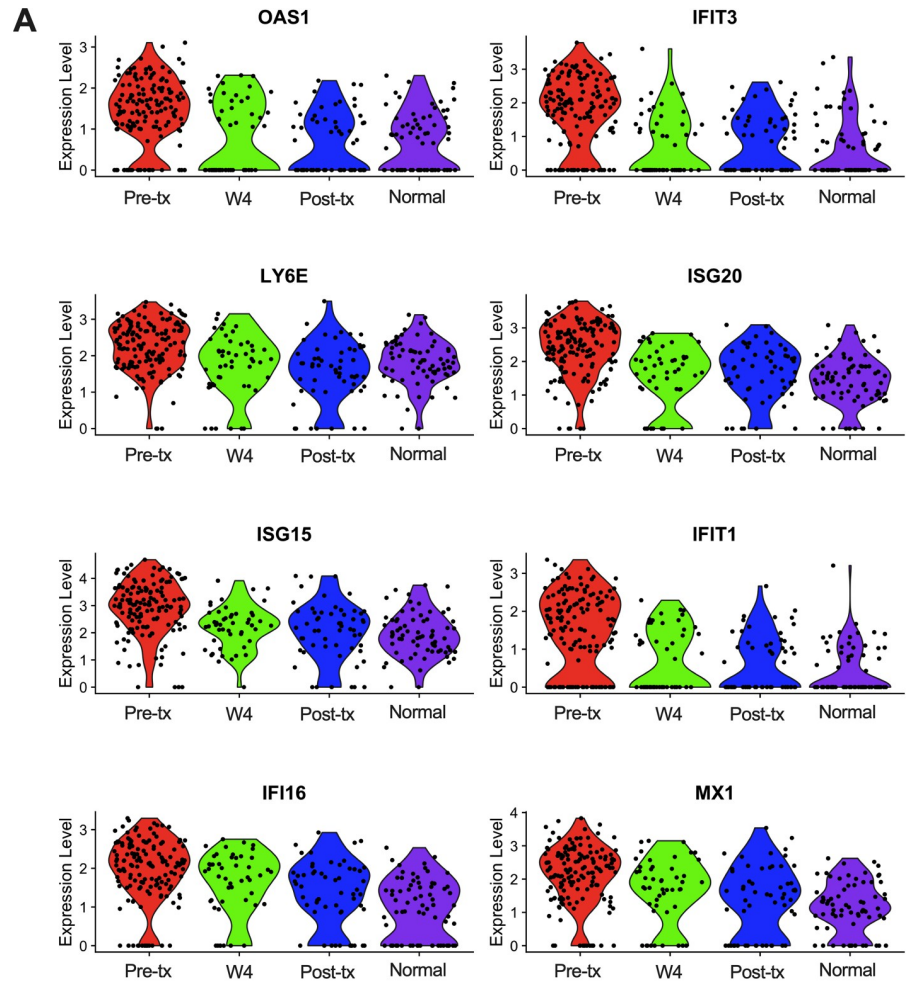 A
OAS1
Expression Level
3
2
1
0
Pre-tx W4 Post-tx Normal
IFIT3
Expression Level
3
2
1
0
Pre-tx W4 Post-tx Normal
LY6E
Expression Level
3
2
1
0
Pre-tx W4 Post-tx Normal
ISG20
Expression Level
3
2
1
0
Pre-tx W4 Post-tx Normal
ISG15
Expression Level
4
3
2
1
0
Pre-tx W4 Post-tx Normal
IFIT1
Expression Level
3
2
1
0
Pre-tx W4 Post-tx Normal
IFI16
Expression Level
3
2
1
0
Pre-tx W4 Post-tx Normal
MX1
Expression Level
4
3
2
1
0
Pre-tx W4 Post-tx Normal